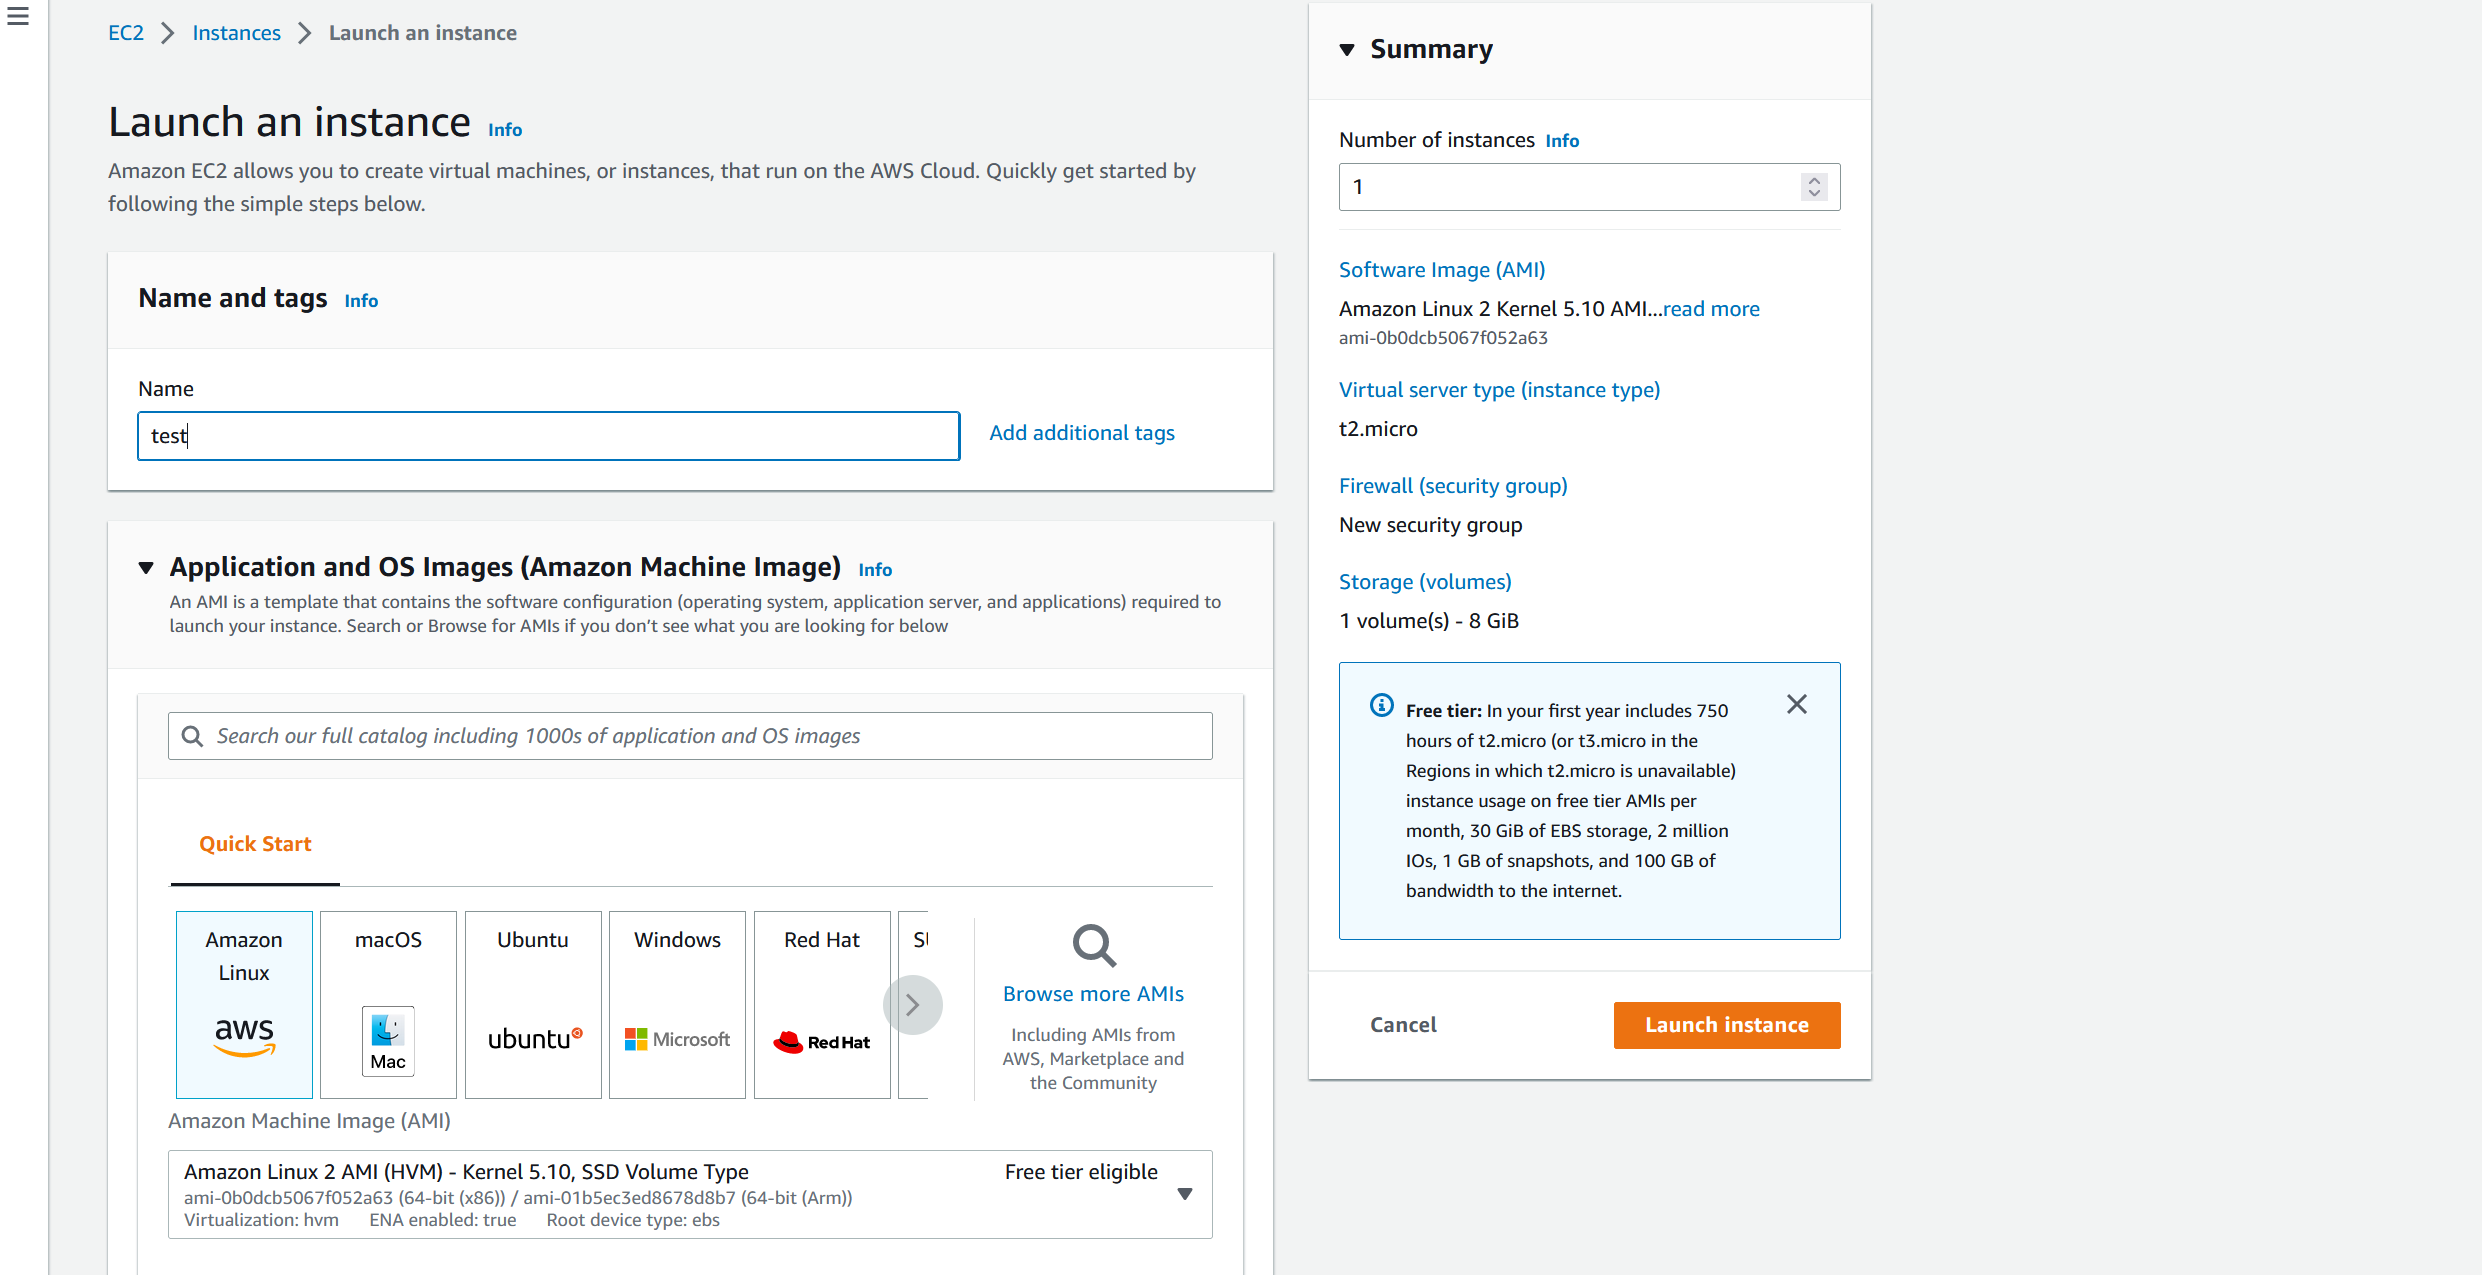 EC2 > Instances > Launch an instance
Launch an instance Info
Amazon EC2 allows you to create virtual machines, or instances, that run on the AWS Cloud. Quickly get started by
following the simple steps below.
Name and tags Info
Name
test
Add additional tags
Application and OS Images (Amazon Machine Image) Info
An AMI is a template that contains the software configuration (operating system, application server, and applications) required to
launch your instance. Search or Browse for AMIs if you don’t see what you are looking for below
Search our full catalog including 1000s of application and OS images
Quick Start
Amazon
Linux
aws
macOS
Mac
Ubuntu
ubuntu
Windows
Microsoft
Red Hat
Red Hat
Browse more AMIs
Including AMIs from
AWS, Marketplace and
the Community
Amazon Machine Image (AMI)
Amazon Linux 2 AMI (HVM) - Kernel 5.10, SSD Volume Type
Free tier eligible
ami-0b0dcb5067f052a63 (64-bit (x86)) / ami-01b5ec3ed8678d8b7 (64-bit (Arm))
Virtualization: hvm ENA enabled: true Root device type: ebs
Summary
Number of instances Info
1
Software Image (AMI)
Amazon Linux 2 Kernel 5.10 AMI...read more
ami-0b0dcb5067f052a63
Virtual server type (instance type)
t2.micro
Firewall (security group)
New security group
Storage (volumes)
1 volume(s) - 8 GiB
Free tier: In your first year includes 750
hours of t2.micro (or t3.micro in the
Regions in which t2.micro is unavailable)
instance usage on free tier AMIs per
month, 30 GiB of EBS storage, 2 million
IOs, 1 GB of snapshots, and 100 GB of
bandwidth to the internet.
Cancel
Launch instance